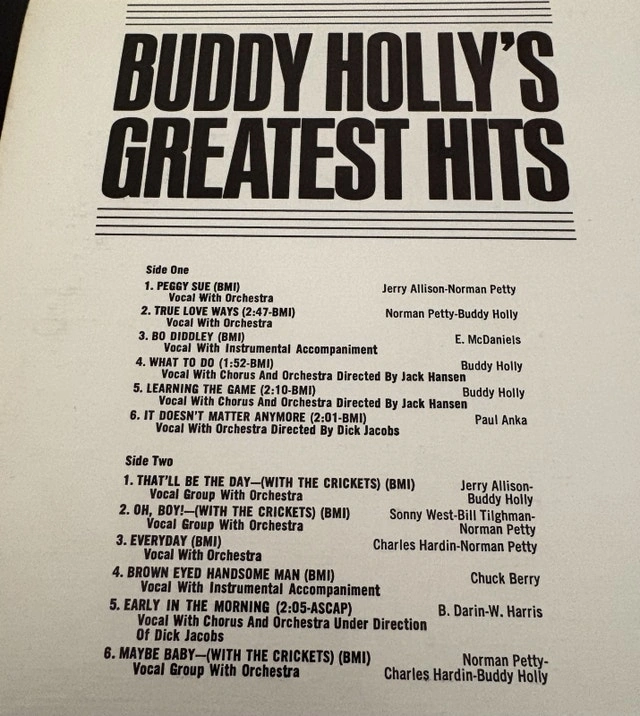 BUDDY HOLLY'S
GREATEST HITS
Side One
1. PEGGY SUE (BMI) Jerry Allison-Norman Petty
Vocal With Orchestra
2. TRUE LOVE WAYS (2:47-BMI) Norman Petty-Buddy Holly
Vocal With Orchestra
3. BO DIDDLEY (BMI) E. McDaniels
Vocal With Instrumental Accompaniment
4. WHAT TO DO (1:52-BMI) Buddy Holly
Vocal With Chorus And Orchestra Directed By Jack Hansen
5. LEARNING THE GAME (2:10-BMI) Buddy Holly
Vocal With Chorus And Orchestra Directed By Jack Hansen
6. IT DOESN'T MATTER ANYMORE (2:01-BMI) Paul Anka
Vocal With Orchestra Directed By Dick Jacobs
Side Two
1. THAT'LL BE THE DAY—(WITH THE CRICKETS) (BMI) Jerry Allison-
Vocal Group With Orchestra Buddy Holly
2. OH, BOY!—(WITH THE CRICKETS) (BMI) Sonny West-Bill Tilghman-
Vocal Group With Orchestra Norman Petty
3. EVERYDAY (BMI) Charles Hardin-Norman Petty
Vocal With Orchestra
4. BROWN EYED HANDSOME MAN (BMI) Chuck Berry
Vocal With Instrumental Accompaniment
5. EARLY IN THE MORNING (2:05-ASCAP) B. Darin-W. Harris
Vocal With Chorus And Orchestra Under Direction
Of Dick Jacobs
6. MAYBE BABY—(WITH THE CRICKETS) (BMI) Norman Petty-
Vocal Group With Orchestra Charles Hardin-Buddy Holly